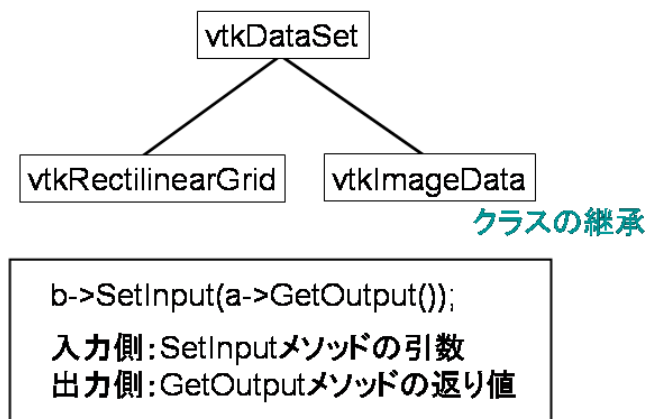 vtkDataSet
vtkRectilinearGrid
vtkImageData
クラスの継承
b->SetInput(a->GetOutput());
入力側:SetInputメソッドの引数
出力側:GetOutputメソッドの返り値